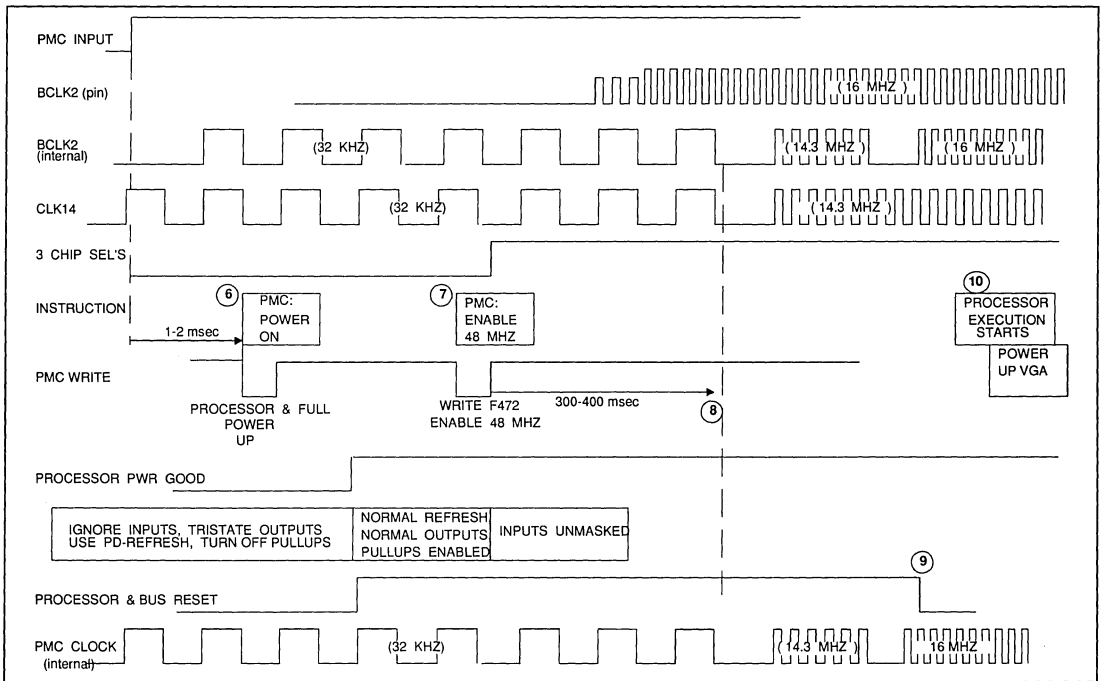 PMC INPUT
BCLK2 (pin)
( 16 MHZ )
BCLK2
(internal)
(32 KHZ)
( 14.3 MHZ )
( 16 MHZ )
CLK14
(32 KHZ)
( 14.3 MHZ )
3 CHIP SEL'S
INSTRUCTION
6
PMC:
POWER
ON
7
PMC:
ENABLE
48 MHZ
10
PROCESSOR
EXECUTION
STARTS
POWER
UP VGA
1-2 msec
PMC WRITE
PROCESSOR & FULL
POWER
UP
WRITE F472
ENABLE 48 MHZ
300-400 msec
8
PROCESSOR PWR GOOD
IGNORE INPUTS, TRISTATE OUTPUTS
USE PD-REFRESH, TURN OFF PULLUPS
NORMAL REFRESH,
NORMAL OUTPUTS,
PULLUPS ENABLED
INPUTS UNMASKED
9
PROCESSOR & BUS RESET
PMC CLOCK
(internal)
(32 KHZ)
( 14.3 MHZ )
16 MHZ